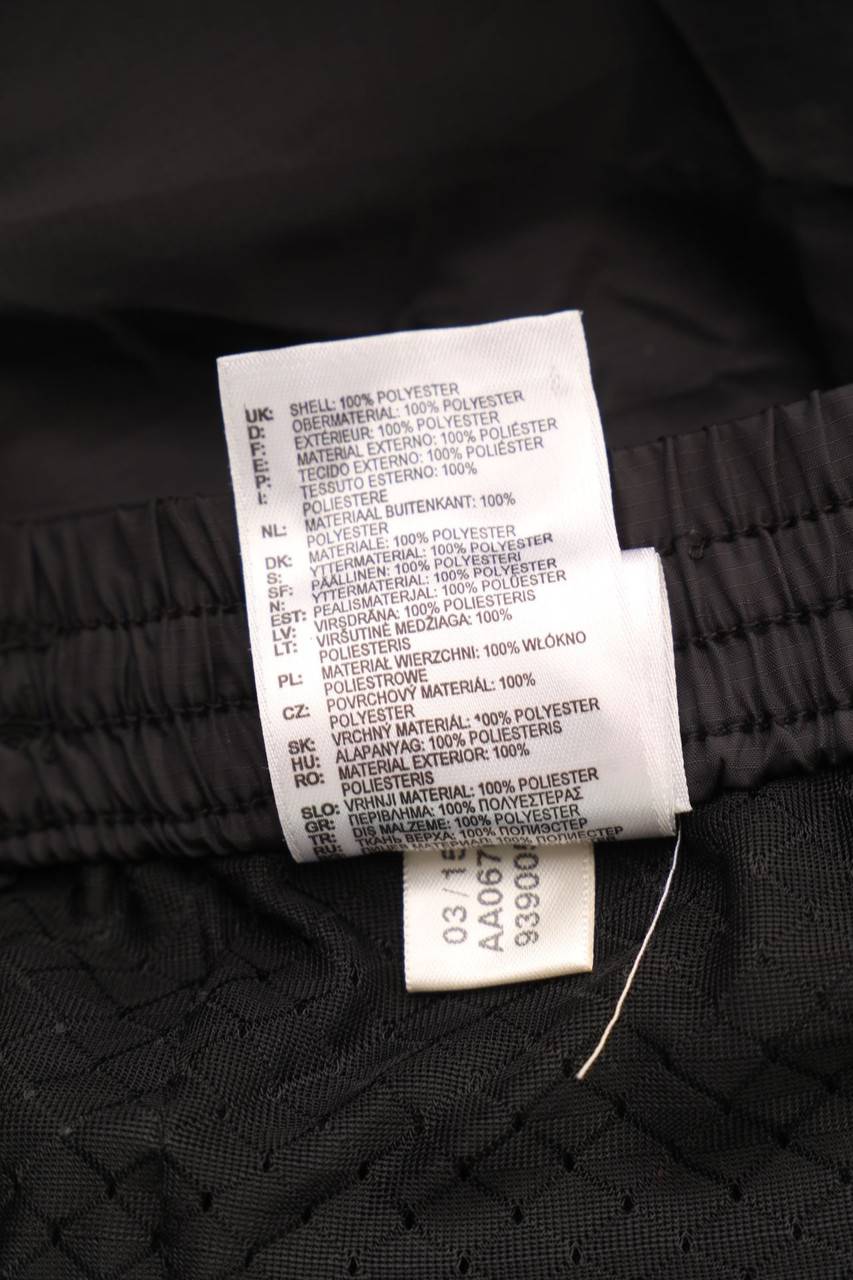 UK: SHELL: 100% POLYESTER
D: OBERMATERIAL: 100% POLYESTER
F: EXTÉRIEUR: 100% POLYESTER
E: MATERIAL EXTERNO: 100% POLIÉSTER
P: TECIDO EXTERNO: 100% POLIÉSTER
I: TESSUTO ESTERNO: 100%
POLIESTERE
NL: MATERIAAL BUITENKANT: 100%
POLYESTER
DK: MATERIALE: 100% POLYESTER
S: YTTERMATERIAL: 100% POLYESTER
SF: PÄÄLLINEN: 100% POLYESTERI
N: YTTERMATERIAL: 100% POLYESTER
EST: PEALISMATERJAL: 100% POLÜESTER
LV: VIRSDRĀNA: 100% POLIESTERIS
LT: VIRŠUTINĖ MEDŽIAGA: 100%
POLIESTERIS
PL: MATERIAŁ WIERZCHNI: 100% WŁÓKNO
POLIESTROWE
CZ: POVRCHOVÝ MATERIÁL: 100%
POLYESTER
SK: VRCHNÝ MATERIÁL: 100% POLYESTER
HU: ALAPANYAG: 100% POLIESTERIS
RO: MATERIAL EXTERIOR: 100%
POLIESTERIS
SLO: VRHNJI MATERIAL: 100% POLIESTER
GR: ΠΕΡΙΒΛΗΜΑ: 100% ΠΟΛΥΕΣΤΕΡΑΣ
TR: DIŞ MALZEME: 100% POLYESTER
RU: ТКАНЬ ВЕРХА: 100% ПОЛИЭСТЕР
МАТЕРИАЛ: 100% ПОЛИЕСТЕР
03/15
AA067
93900